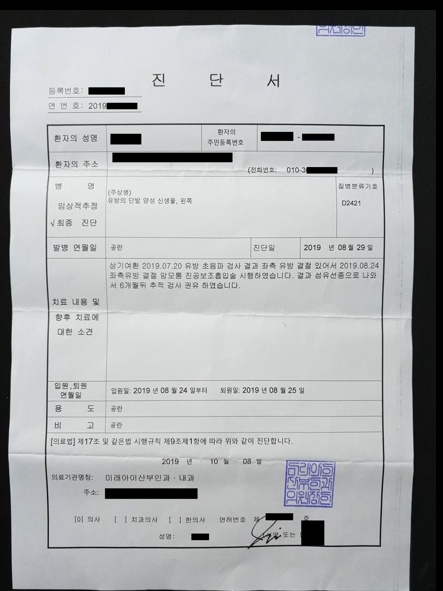 진 단 서
등록번호:
연 번 호: 2019
환자의 성명
환자의
주민등록번호
-
환자의 주소
(전화번호: 010-3 )
병 명
임상적추정
√최종 진단
(주상병)
유방의 단발 양성 신생물, 왼쪽
질병분류기호
D2421
발병 연월일
공란
진단일
2019 년 08 월 29 일
치료 내용 및
향후 치료에
대한 소견
상기여환 2019.07.20 유방 초음파 검사 결과 좌측 유방 결절 있어서 2019.08.24
좌측유방 결절 맘모톰 진공보조흡입술 시행하였습니다. 결과 섬유선종으로 나와
서 6개월뒤 추적 검사 권유 하였습니다.
입원,퇴원
연월일
입원일: 2019 년 08 월 24 일부터 퇴원일: 2019 년 08 월 25 일
용 도
공란
비 고
공란
[의료법] 제17조 및 같은법 시행규칙 제9조제1항에 따라 위와 같이 진단합니다.
2019 년 10 월 08 일
의료기관명칭: 미래아이산부인과·내과
주소:
[0] 의사 [ ] 치과의사 [ ] 한의사 면허번호 제 호
성명: 또는